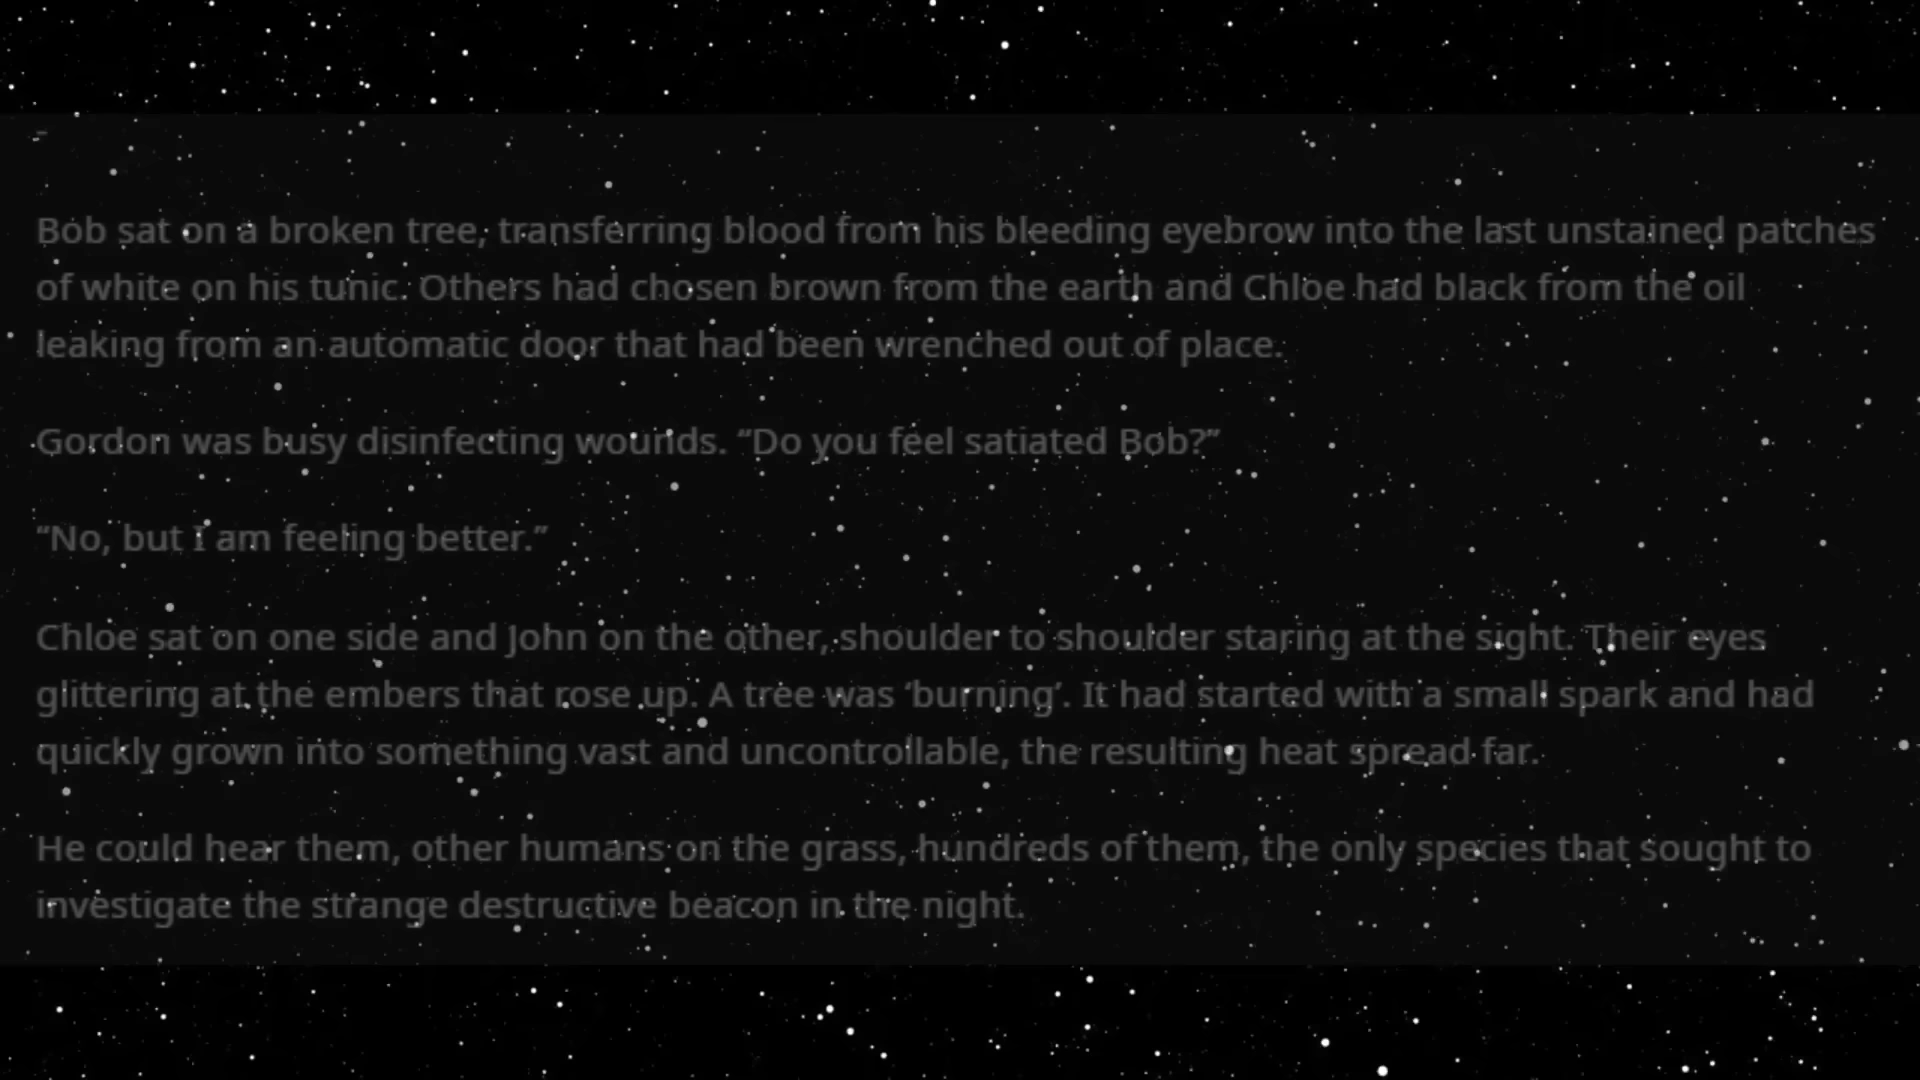 -
Bob sat on a broken tree, transferring blood from his bleeding eyebrow into the last unstained patches
of white on his tunic. Others had chosen brown from the earth and Chloe had black from the oil
leaking from an automatic door that had been wrenched out of place.
Gordon was busy disinfecting wounds. “Do you feel satiated Bob?”
“No, but I am feeling better.”
Chloe sat on one side and John on the other, shoulder to shoulder staring at the sight. Their eyes
glittering at the embers that rose up. A tree was ‘burning’. It had started with a small spark and had
quickly grown into something vast and uncontrollable, the resulting heat spread far.
He could hear them, other humans on the grass, hundreds of them, the only species that sought to
investigate the strange destructive beacon in the night.